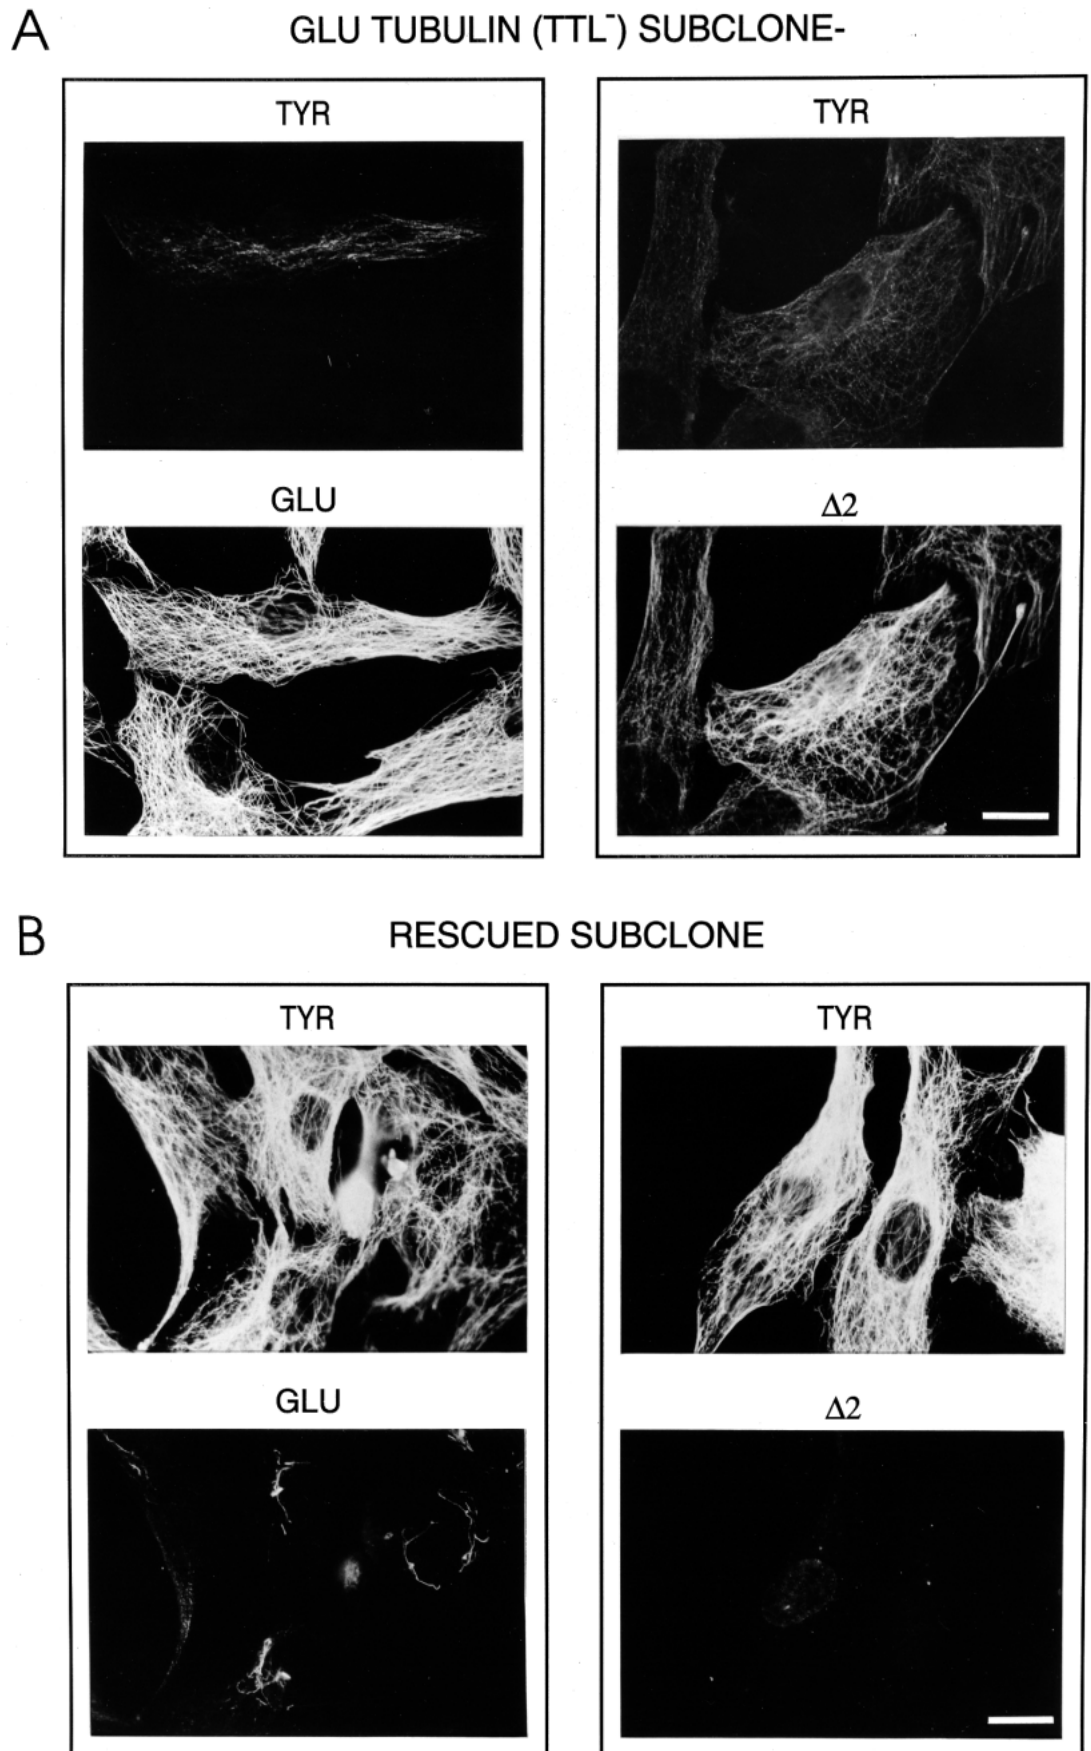 A
GLU TUBULIN (TTL⁻) SUBCLONE-
TYR
TYR
GLU
Δ2
B
RESCUED SUBCLONE
TYR
TYR
GLU
Δ2